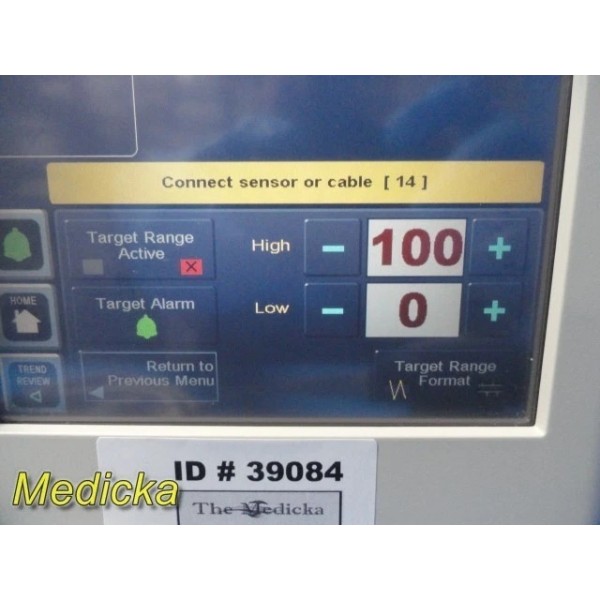 Connect sensor or cable [ 14 ]
Target Range
Active
High
-
100
+
HOME
Target Alarm
Low
-
0
+
TREND
REVIEW
Return to
Previous Menu
Target Range
Format
ID # 39084
Medicka
The Medicka